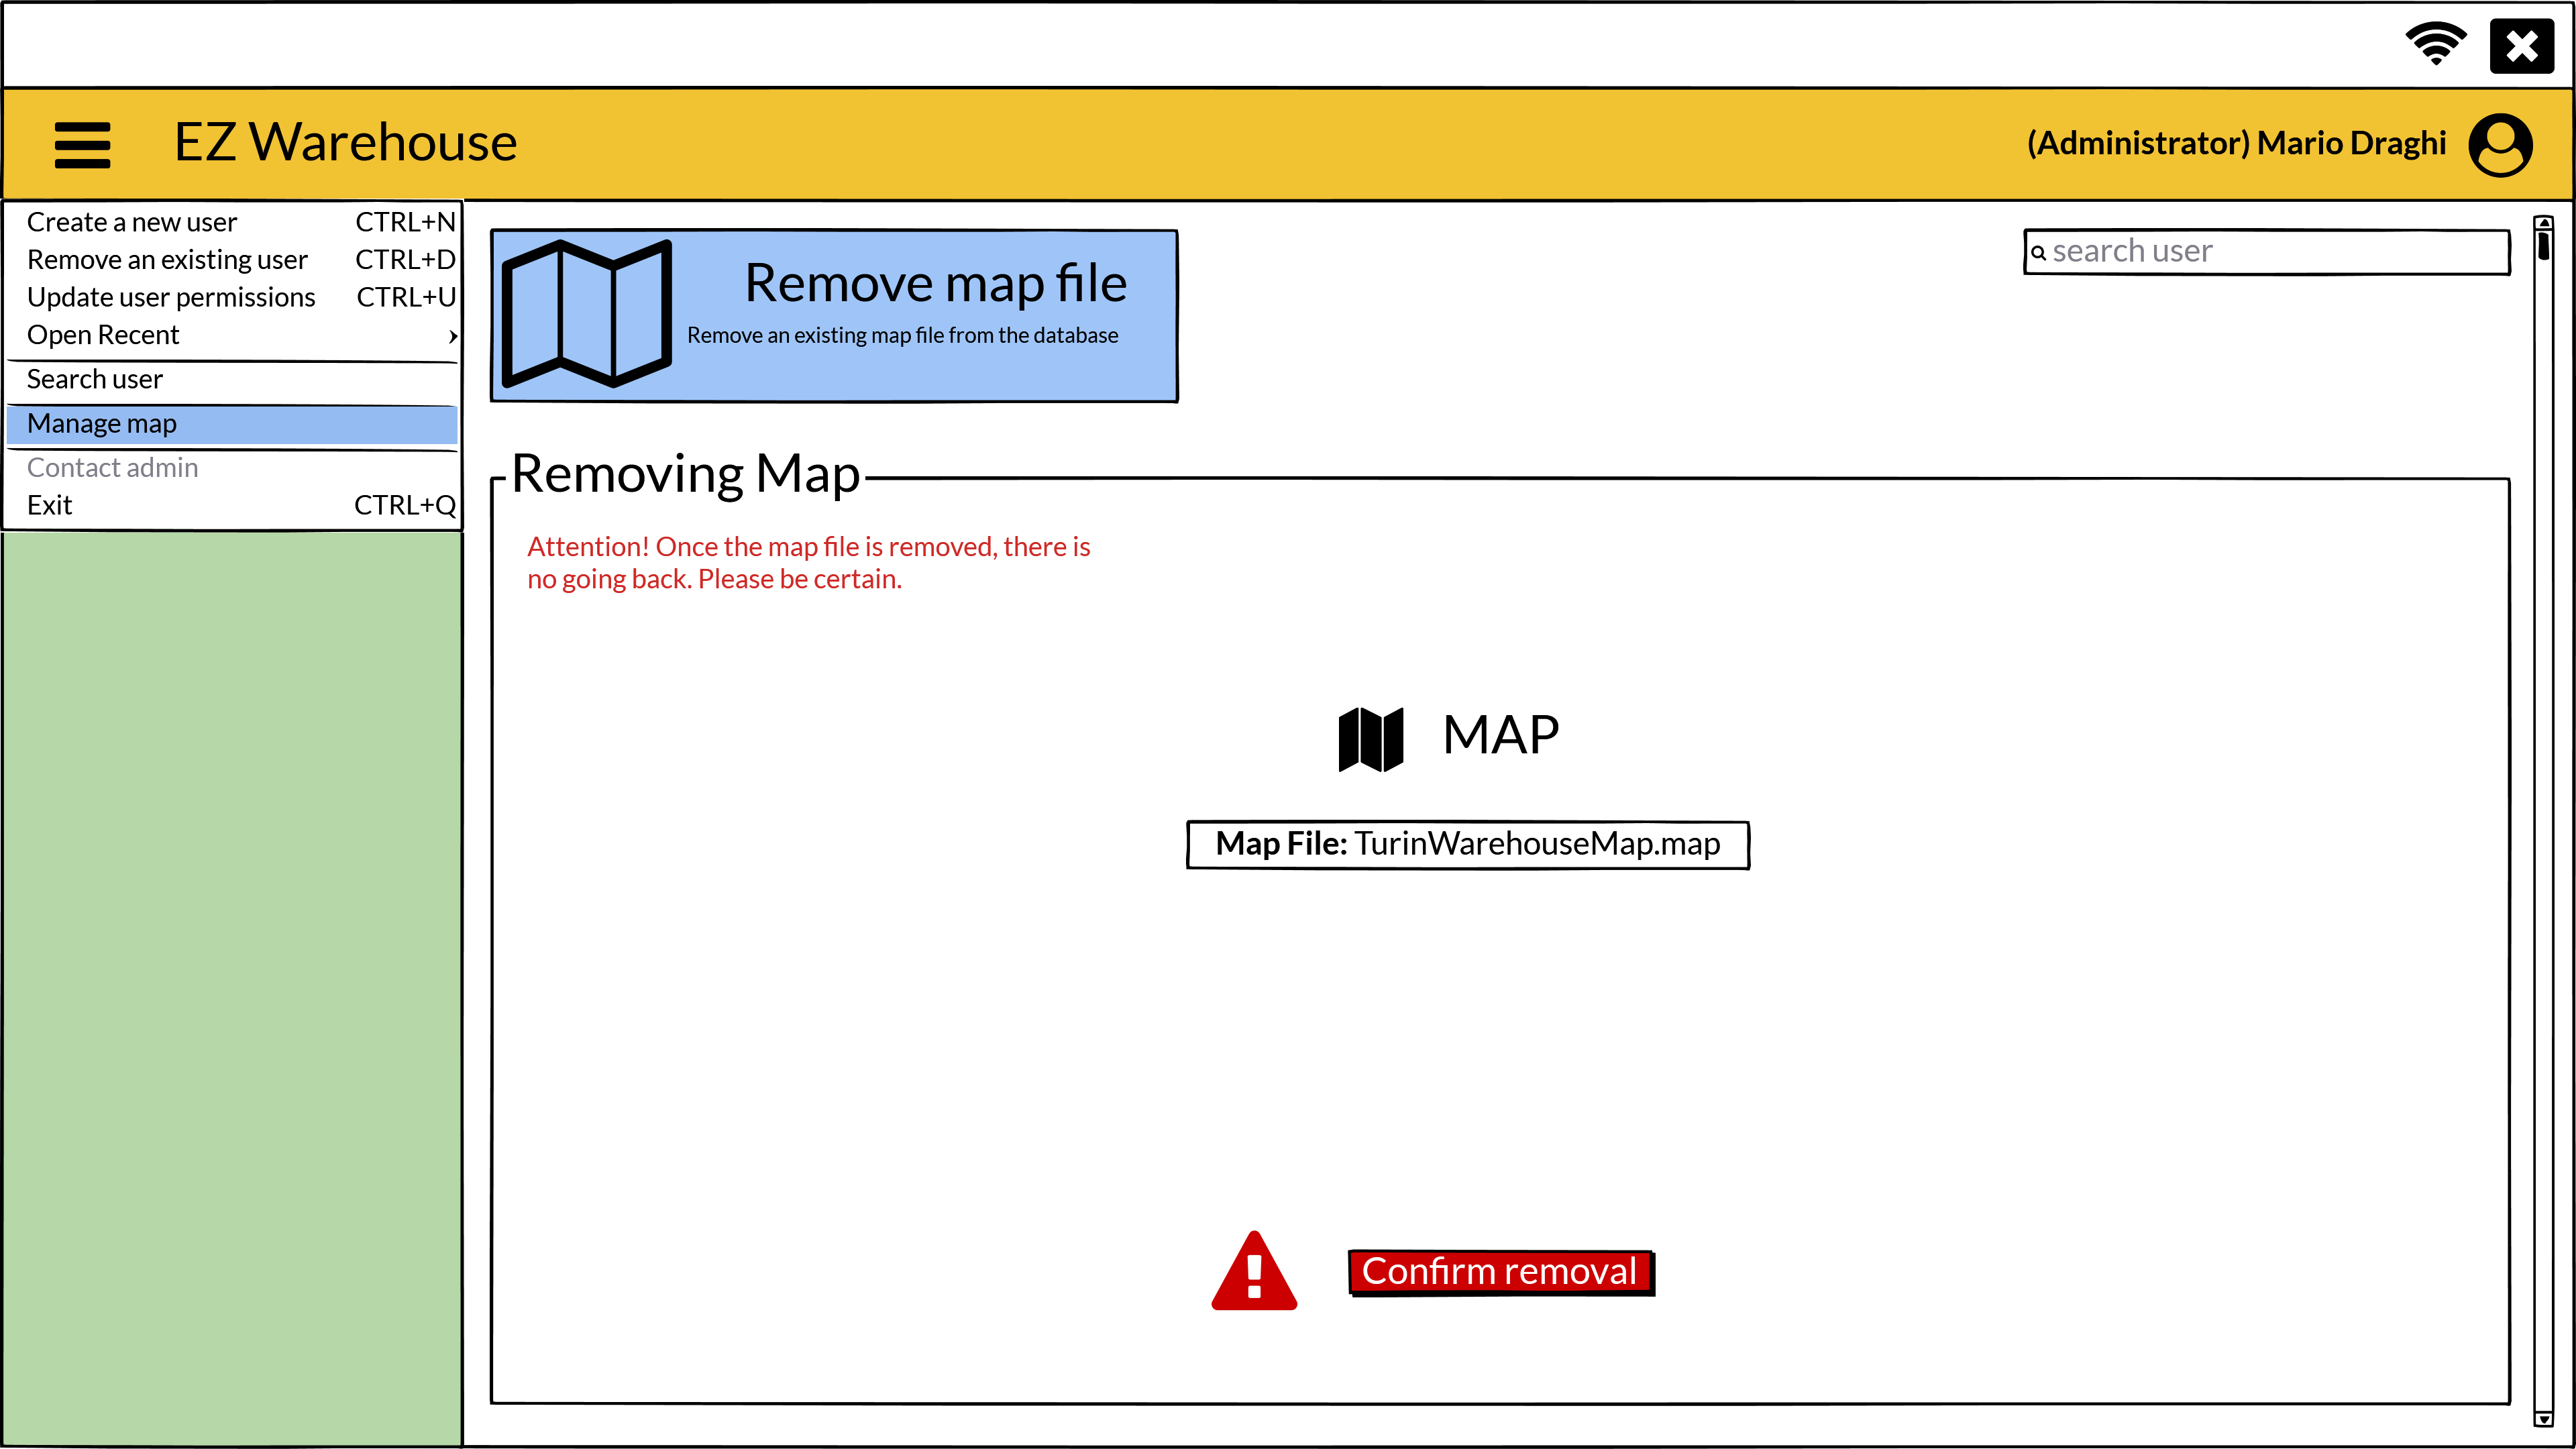 EZ Warehouse
(Administrator) Mario Draghi
Create a new user CTRL+N
Remove an existing user CTRL+D
Update user permissions CTRL+U
Open Recent
Search user
Manage map
Contact admin
Exit CTRL+Q
Remove map file
Remove an existing map file from the database
search user
Removing Map
Attention! Once the map file is removed, there is
no going back. Please be certain.
MAP
Map File: TurinWarehouseMap.map
Confirm removal